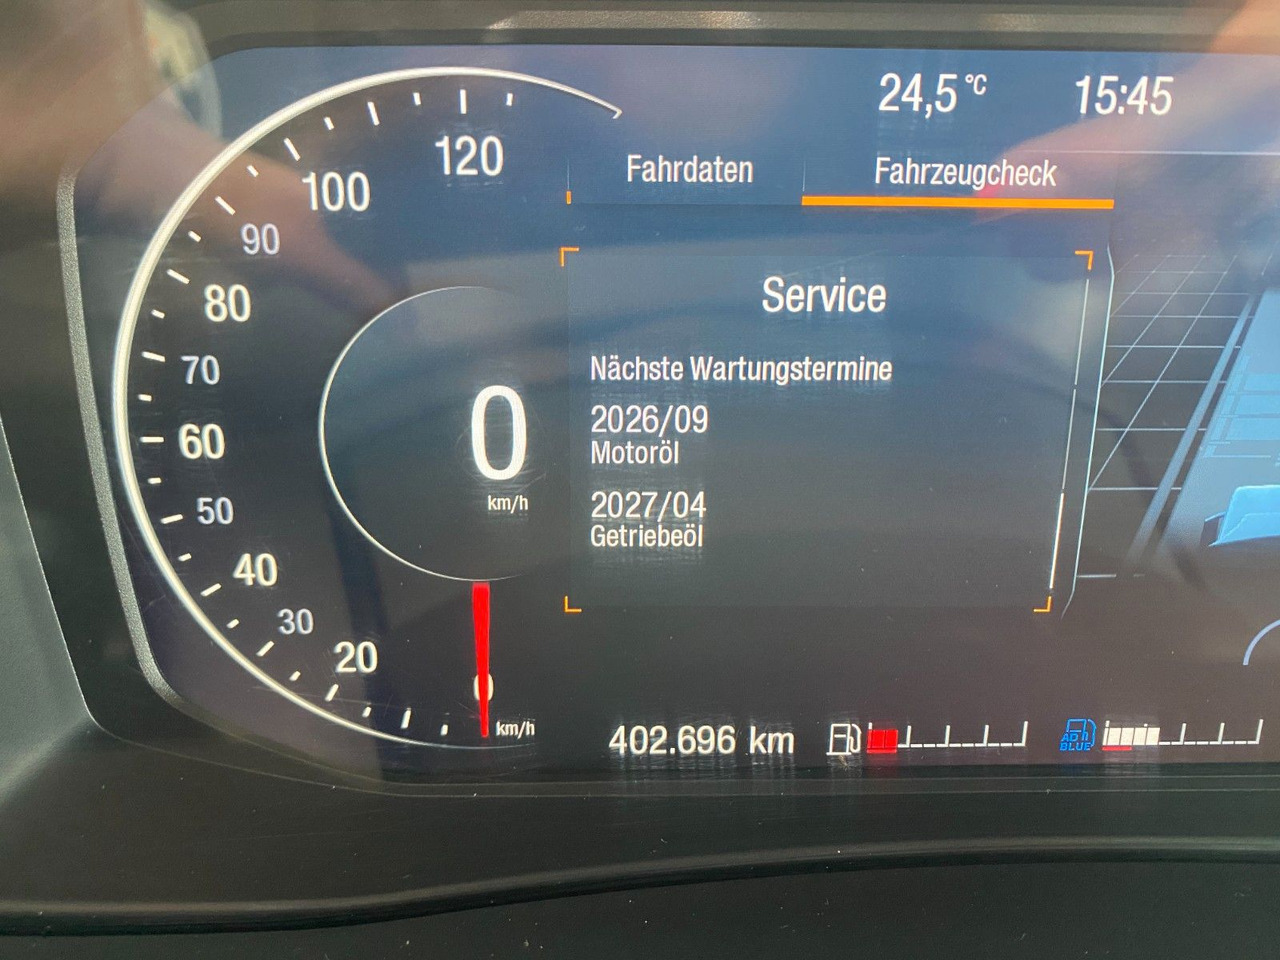 24,5 °C 15:45
Fahrdaten Fahrzeugcheck
Service
Nächste Wartungstermine
2026/09
Motoröl
2027/04
Getriebeöl
120
100
90
80
70
60
50
40
30
20
0
km/h
0
km/h
402.696 km
AD
BLUE